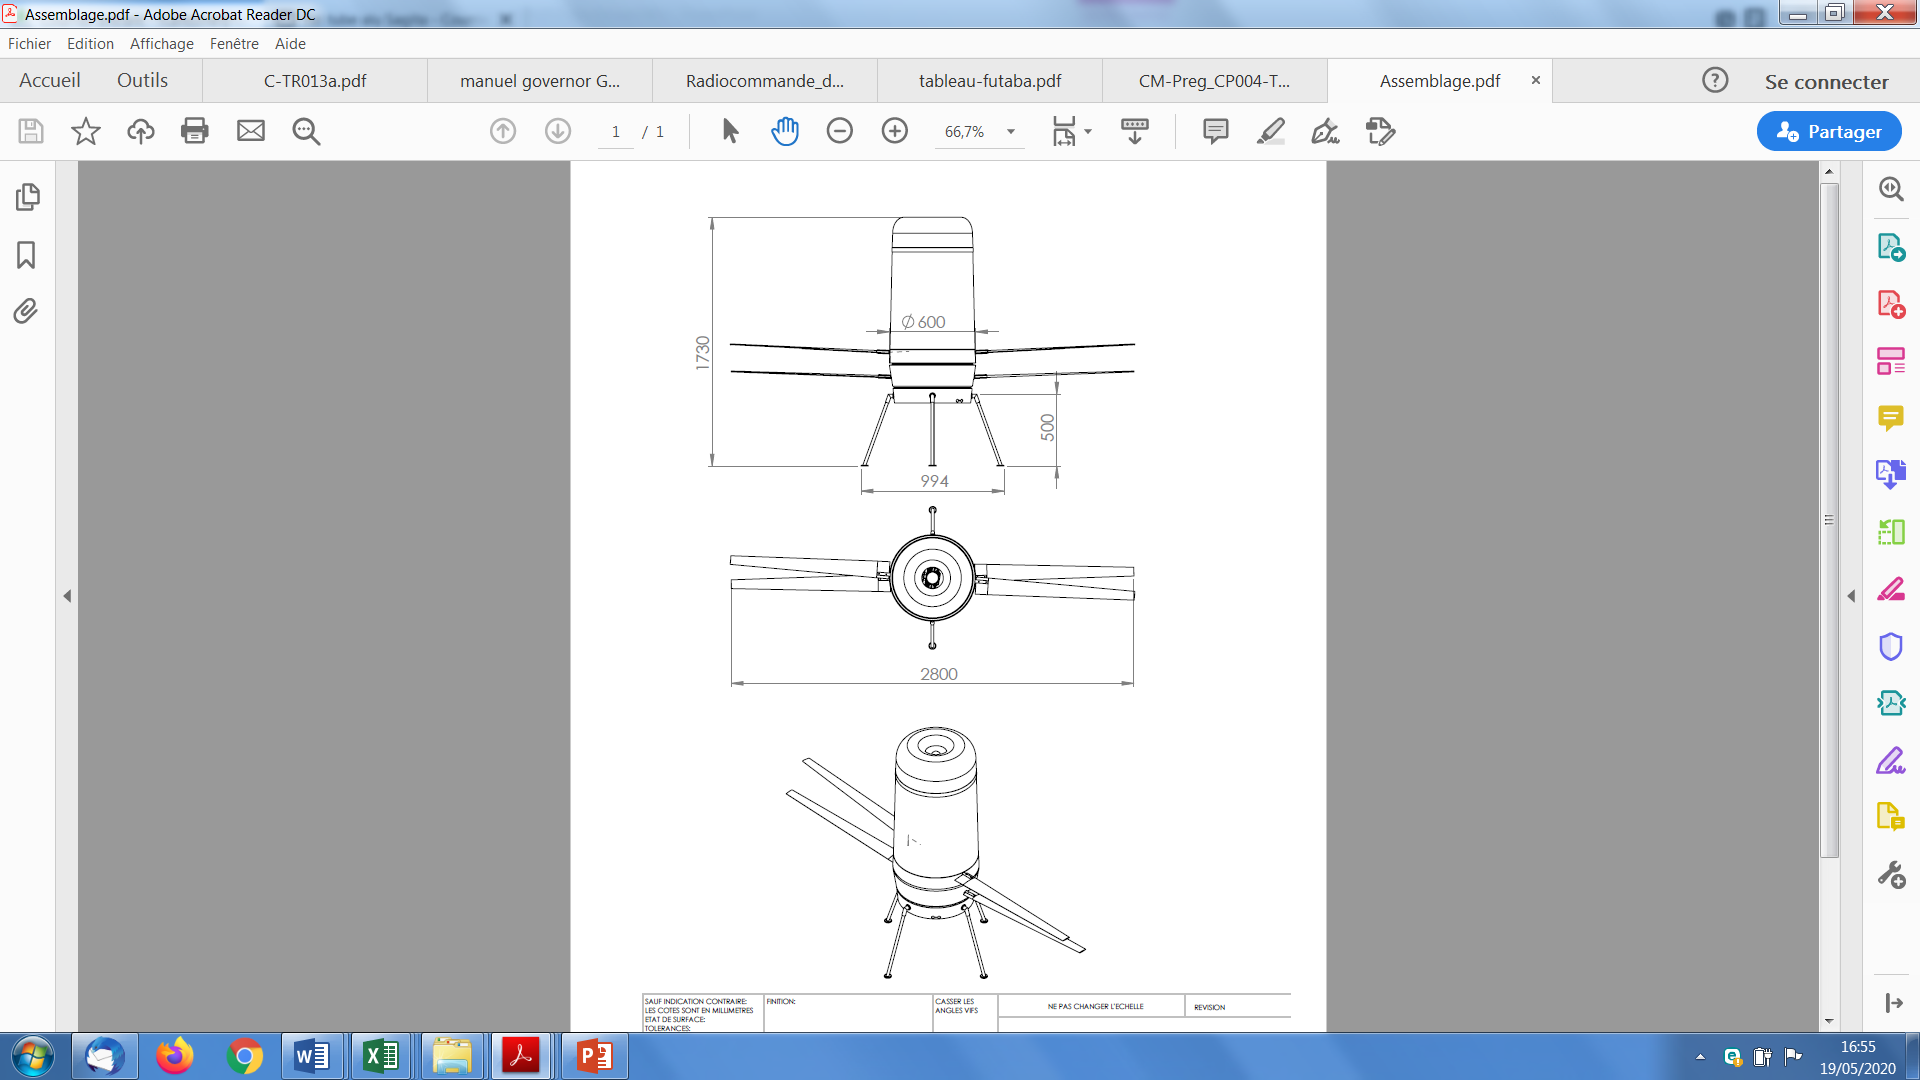 Assemblage.pdf - Adobe Acrobat Reader DC
Fichier Edition Affichage Fenêtre Aide
Accueil Outils C-TR013a.pdf manuel governor G... Radiocommande_d... tableau-futaba.pdf CM-Preg_CP004-T... Assemblage.pdf Se connecter
1 / 1 66,7% Partager
Ø600
1730
500
994
2800
SAUF INDICATION CONTRAIRE:
LES COTES SONT EN MILLIMETRES
ETAT DE SURFACE:
TOLERANCES:
FINITION:
CASSER LES
ANGLES VIFS
NE PAS CHANGER L'ECHELLE
REVISION
16:55
19/05/2020